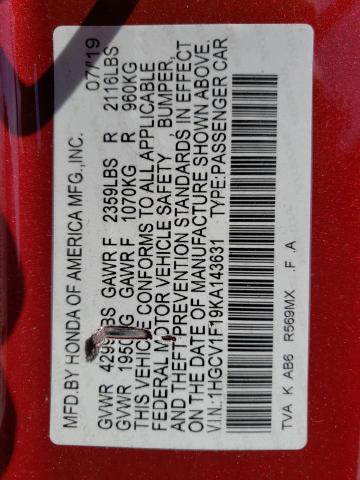 MFD.BY HONDA OF AMERICA MFG.,INC. 07/19
GVWR GAWR F 2359LBS R 2116LBS
GVWR GAWR F 1070KG R 960KG
THIS VEHICLE CONFORMS TO ALL APPLICABLE
FEDERAL VEHICLE SAFETY , BUMPER,
AND THEFT PREVENTION STANDARDS IN EFFECT
ON THE DATE OF MANUFACTURE SHOWN ABOVE.
V.I.N.:1HGCV1F19KA143631 TYPE:PASSENGER CAR
TVA K AB6 R569MX .F .A